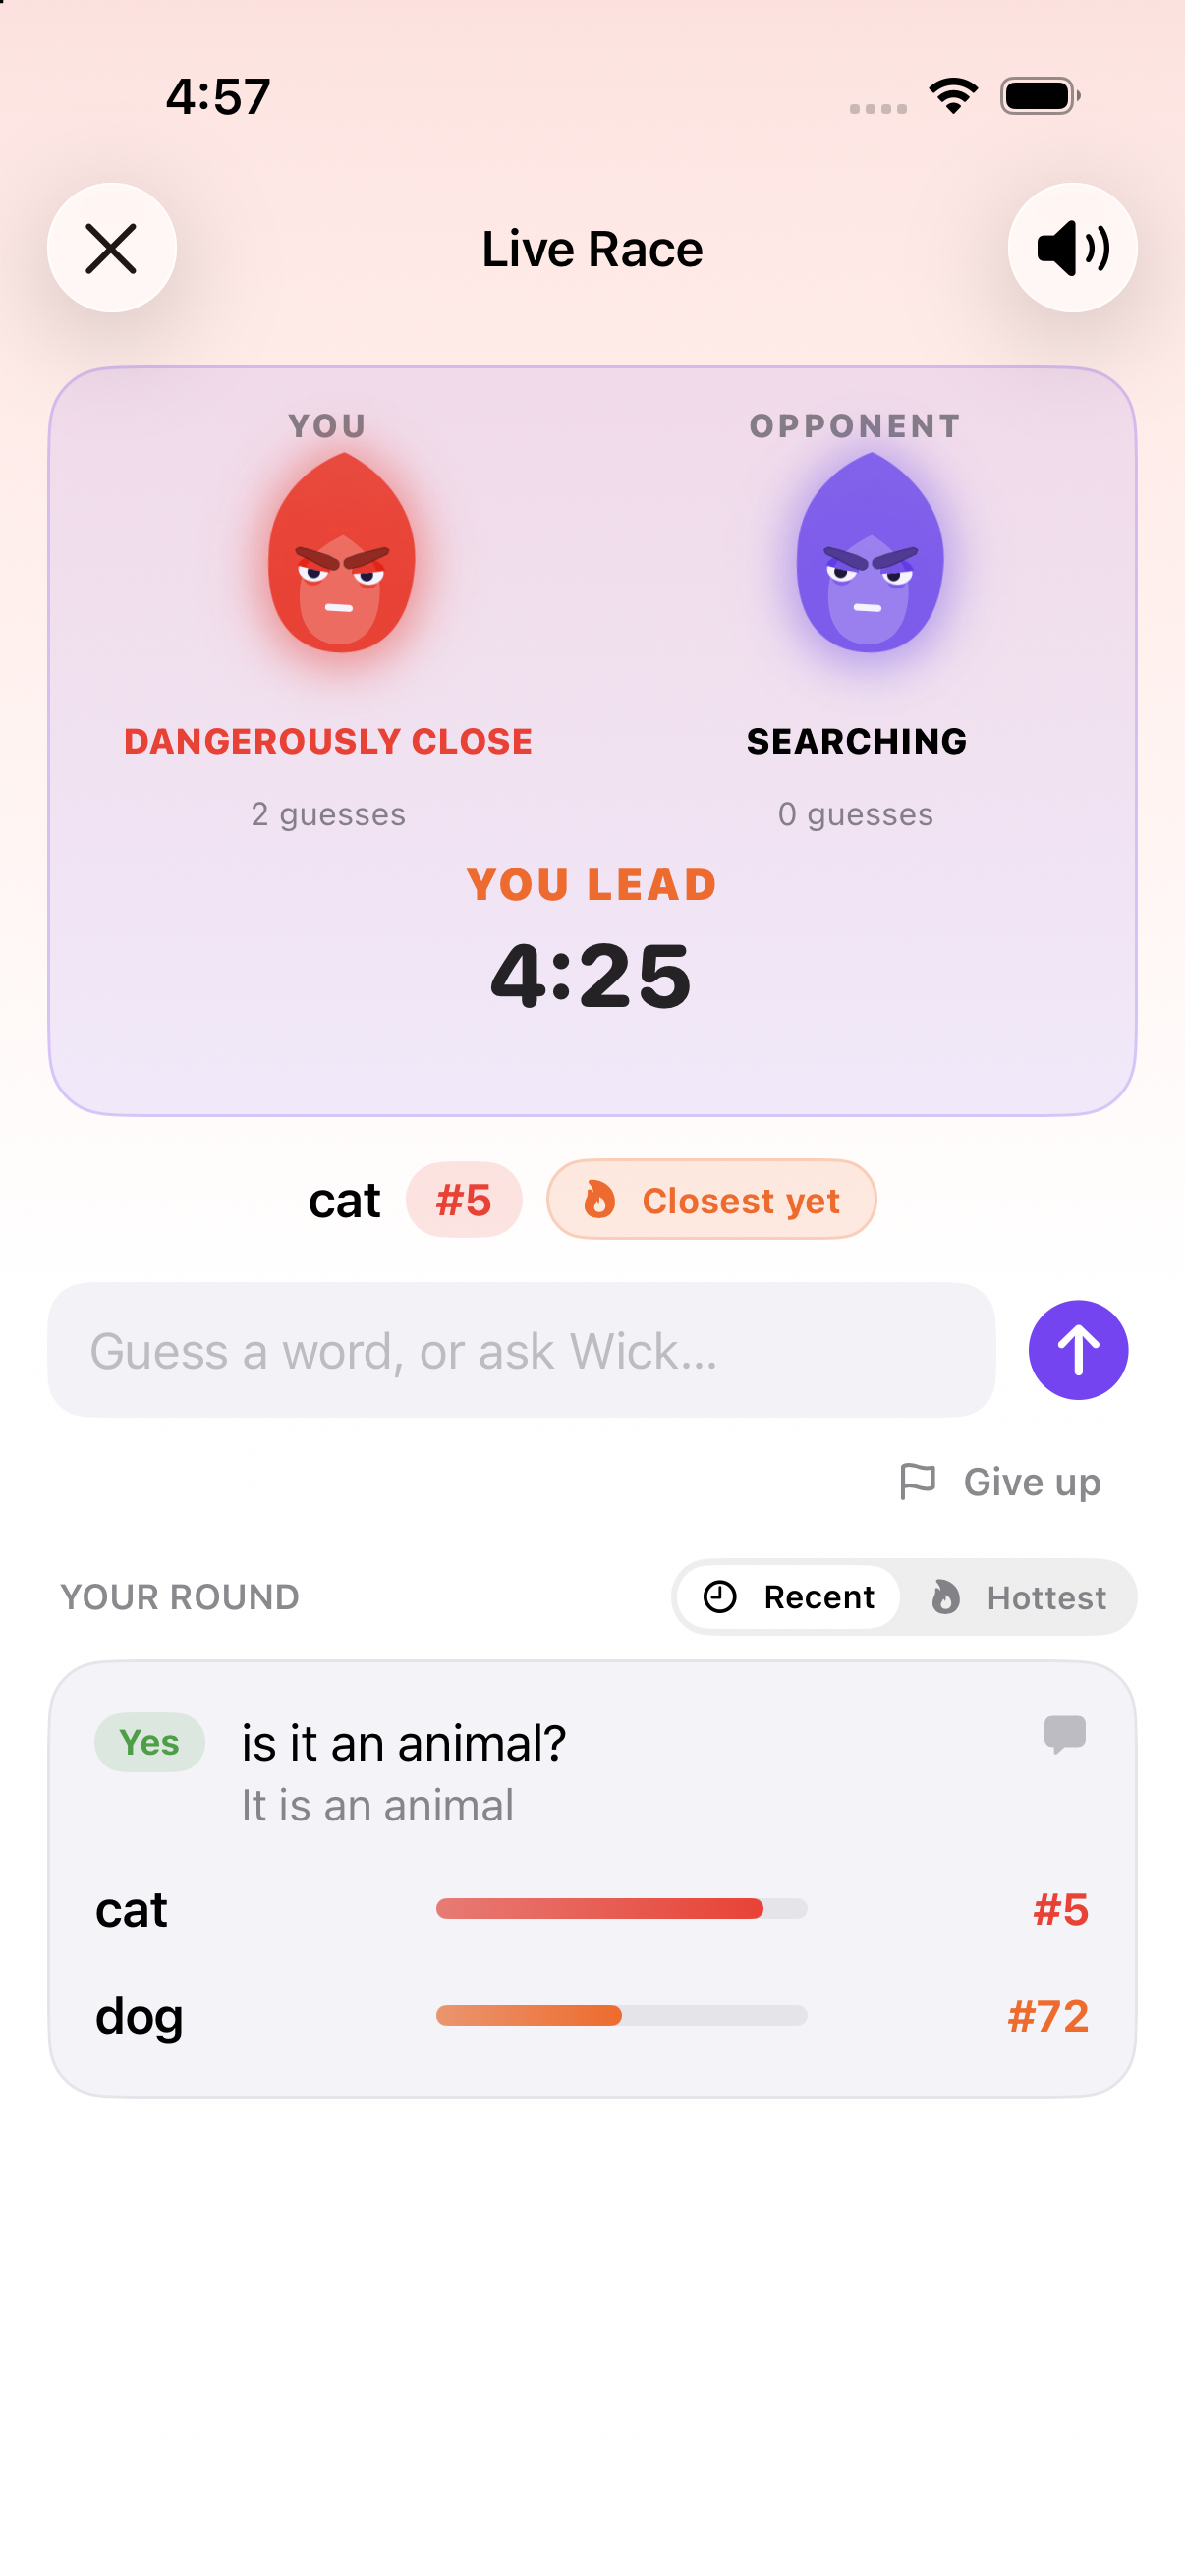 4:57
Live Race
YOU
OPPONENT
DANGEROUSLY CLOSE
SEARCHING
2 guesses
0 guesses
YOU LEAD
4:25
cat #5 Closest yet
Guess a word, or ask Wick...
Give up
YOUR ROUND
Recent
Hottest
Yes is it an animal?
It is an animal
cat #5
dog #72